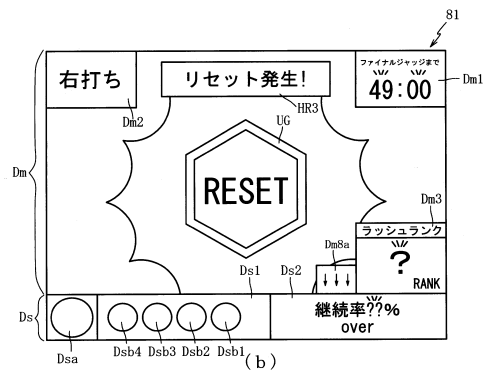 81
右打ち
リセット発生!
ファイナルジャッジまで
49:00
Dm1
Dm2
HR3
UG
Dm
RESET
Dm3
ラッシュランク
?
RANK
Dm8a
↓↓↓
Ds1
Ds2
Ds
継続率??%
over
Dsa
Dsb4
Dsb3
Dsb2
Dsb1
(b)